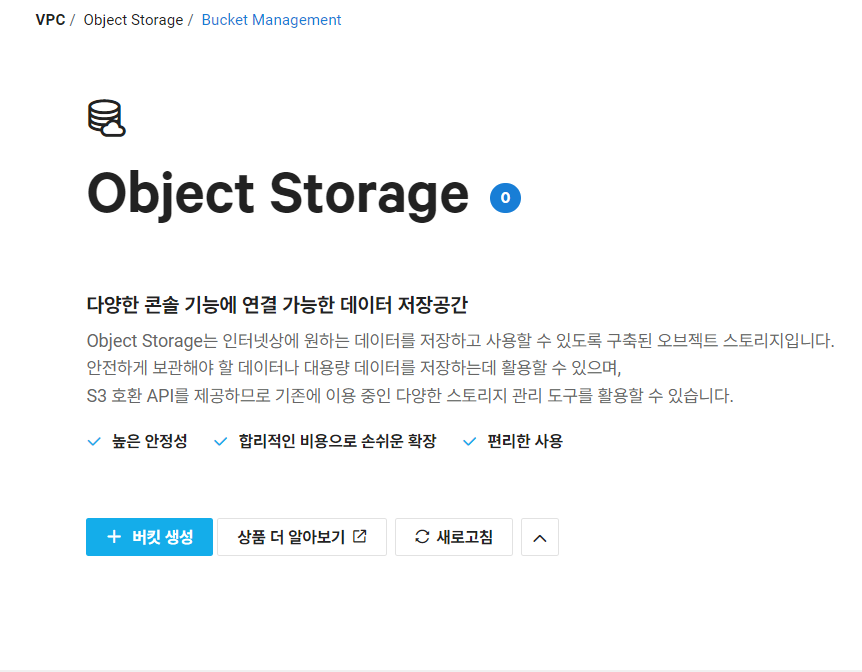 VPC / Object Storage / Bucket Management
Object Storage 0
다양한 콘솔 기능에 연결 가능한 데이터 저장공간
Object Storage는 인터넷상에 원하는 데이터를 저장하고 사용할 수 있도록 구축된 오브젝트 스토리지입니다.
안전하게 보관해야 할 데이터나 대용량 데이터를 저장하는데 활용할 수 있으며,
S3 호환 API를 제공하므로 기존에 이용 중인 다양한 스토리지 관리 도구를 활용할 수 있습니다.
높은 안정성 합리적인 비용으로 손쉬운 확장 편리한 사용
버킷 생성 상품 더 알아보기 새로고침